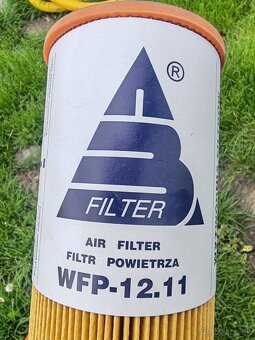 ®
B
FILTER
AIR FILTER
FILTR POWIETRZA
WFP-12.11